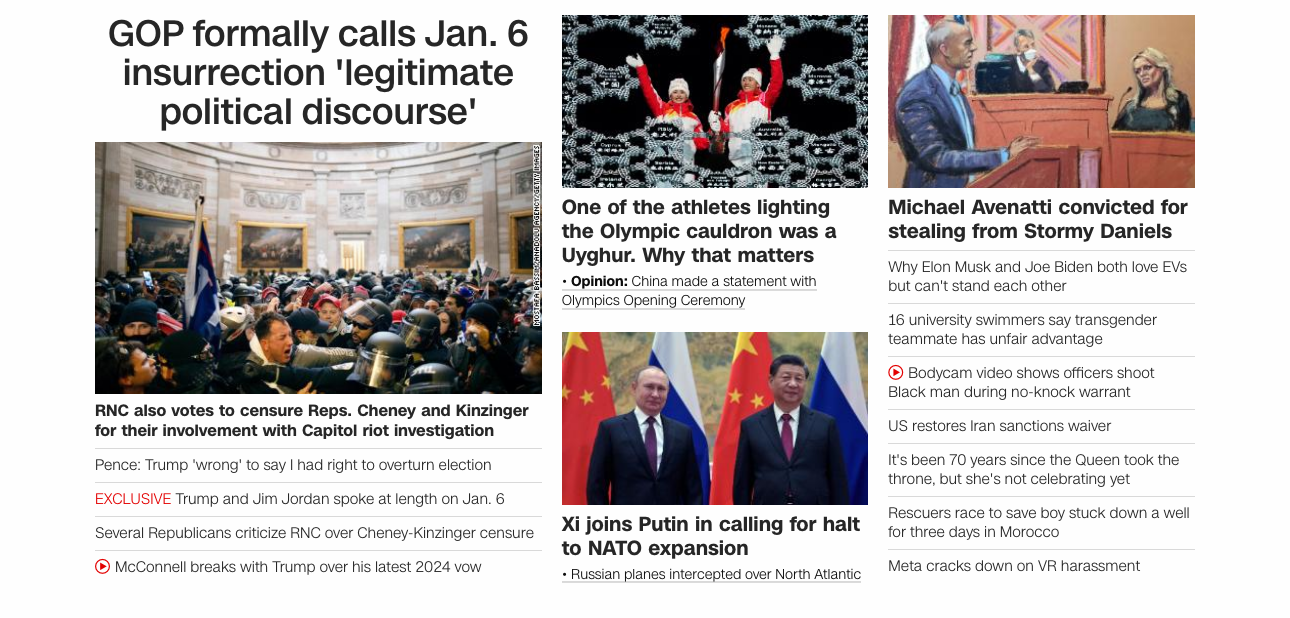 GOP formally calls Jan. 6
insurrection 'legitimate
political discourse'
MOSTAFA BASSIM/ANADOLU AGENCY/GETTY IMAGES
RNC also votes to censure Reps. Cheney and Kinzinger
for their involvement with Capitol riot investigation
Pence: Trump 'wrong' to say I had right to overturn election
EXCLUSIVE Trump and Jim Jordan spoke at length on Jan. 6
Several Republicans criticize RNC over Cheney-Kinzinger censure
McConnell breaks with Trump over his latest 2024 vow
Italy
Australia
Cyprus
Mongolia
Ireland
Georgia
One of the athletes lighting
the Olympic cauldron was a
Uyghur. Why that matters
• Opinion: China made a statement with
Olympics Opening Ceremony
Xi joins Putin in calling for halt
to NATO expansion
• Russian planes intercepted over North Atlantic
Michael Avenatti convicted for
stealing from Stormy Daniels
Why Elon Musk and Joe Biden both love EVs
but can't stand each other
16 university swimmers say transgender
teammate has unfair advantage
Bodycam video shows officers shoot
Black man during no-knock warrant
US restores Iran sanctions waiver
It's been 70 years since the Queen took the
throne, but she's not celebrating yet
Rescuers race to save boy stuck down a well
for three days in Morocco
Meta cracks down on VR harassment